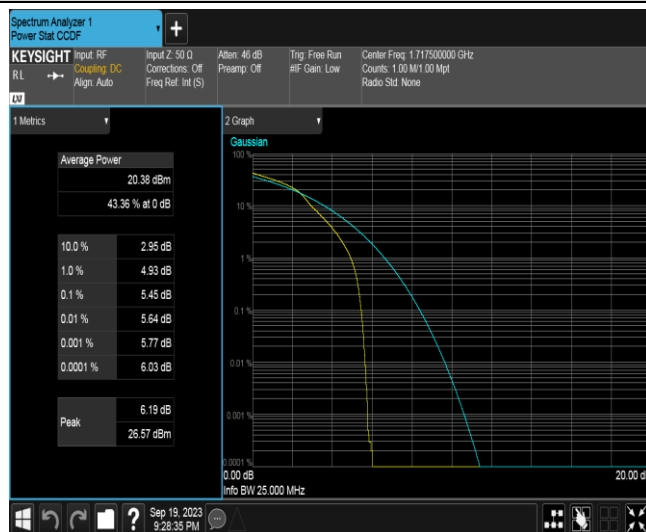 Spectrum Analyzer 1
Power Stat CCDF
+
KEYSIGHT
RL
LXI
Input: RF
Coupling: DC
Align: Auto
Input Z: 50 Ω
Corrections: Off
Freq Ref: Int (S)
Atten: 46 dB
Preamp: Off
Trig: Free Run
#IF Gain: Low
Center Freq: 1.717500000 GHz
Counts: 1.00 M/1.00 Mpt
Radio Std: None
1 Metrics
Average Power
20.38 dBm
43.36 % at 0 dB
10.0 % 2.95 dB
1.0 % 4.93 dB
0.1 % 5.45 dB
0.01 % 5.64 dB
0.001 % 5.77 dB
0.0001 % 6.03 dB
Peak
6.19 dB
26.57 dBm
2 Graph
Gaussian
100 %
10 %
1 %
0.1 %
0.01 %
0.001 %
0.0001 %
0.00 dB
20.00 d
Info BW 25.000 MHz
?
Sep 19, 2023
9:28:35 PM